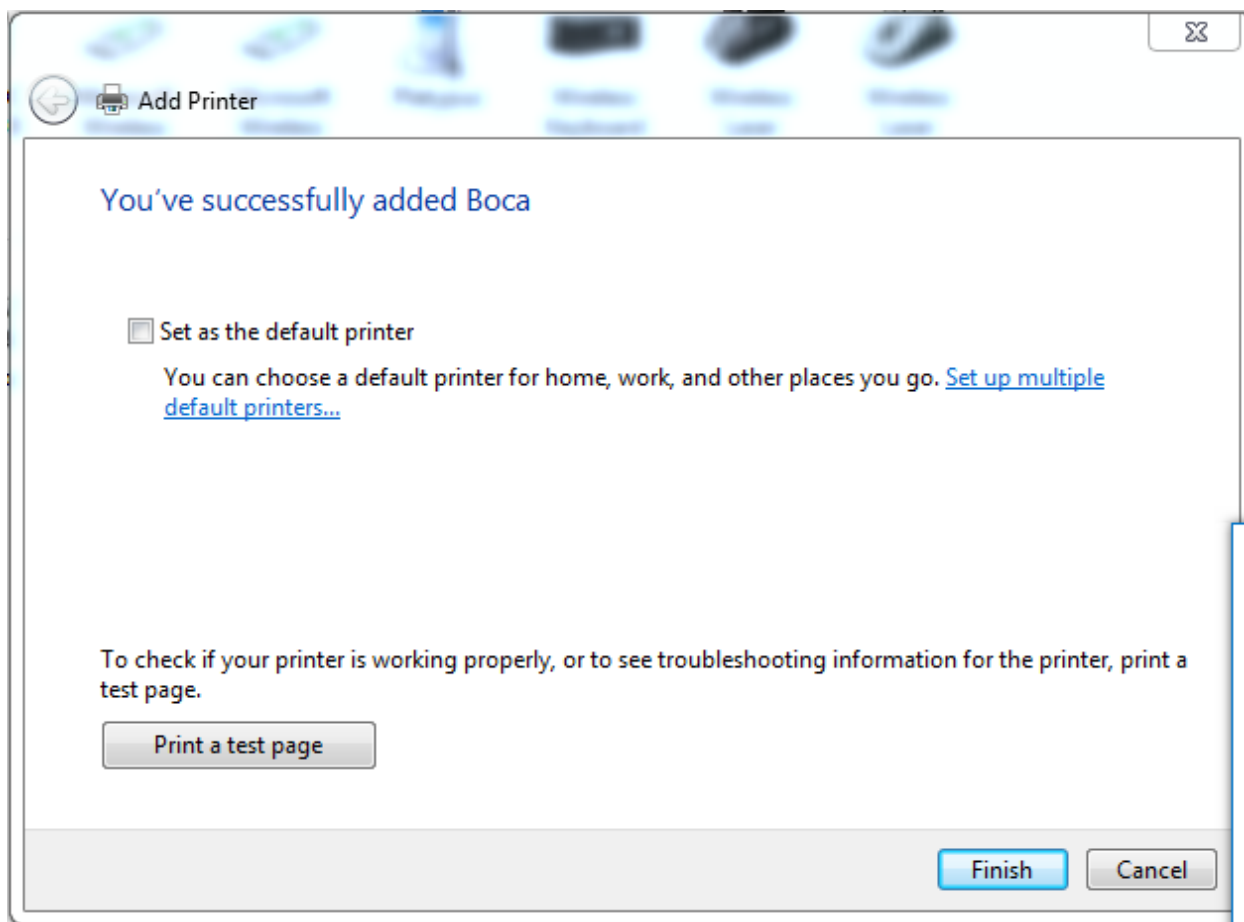 Add Printer
You've successfully added Boca
Set as the default printer
You can choose a default printer for home, work, and other places you go. Set up multiple
default printers...
To check if your printer is working properly, or to see troubleshooting information for the printer, print a
test page.
Print a test page
Finish
Cancel